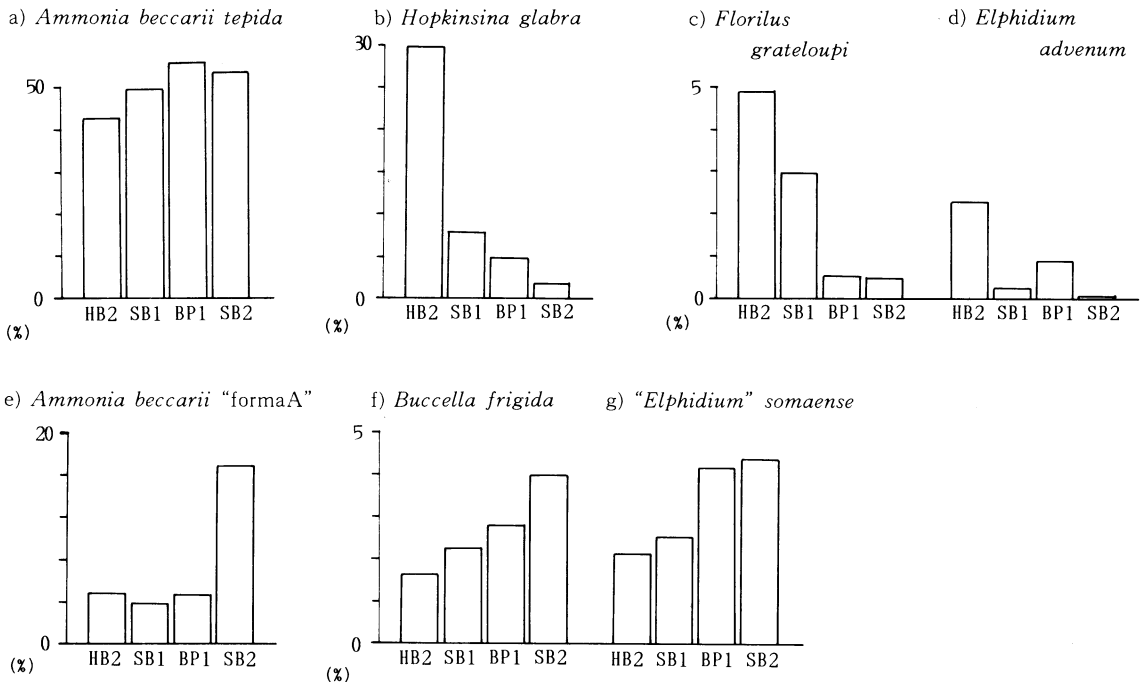 a) Ammonia beccarii tepida
b) Hopkinsina glabra
c) Florilus
grateloupi
d) Elphidium
advenum
50
0
(%)
HB2 SB1 BP1 SB2
30
0
(%)
HB2 SB1 BP1 SB2
5
0
(%)
HB2 SB1 BP1 SB2
HB2 SB1 BP1 SB2
e) Ammonia beccarii “formaA”
f) Buccella frigida
g) “Elphidium” somaense
20
0
(%)
HB2 SB1 BP1 SB2
5
0
(%)
HB2 SB1 BP1 SB2
HB2 SB1 BP1 SB2